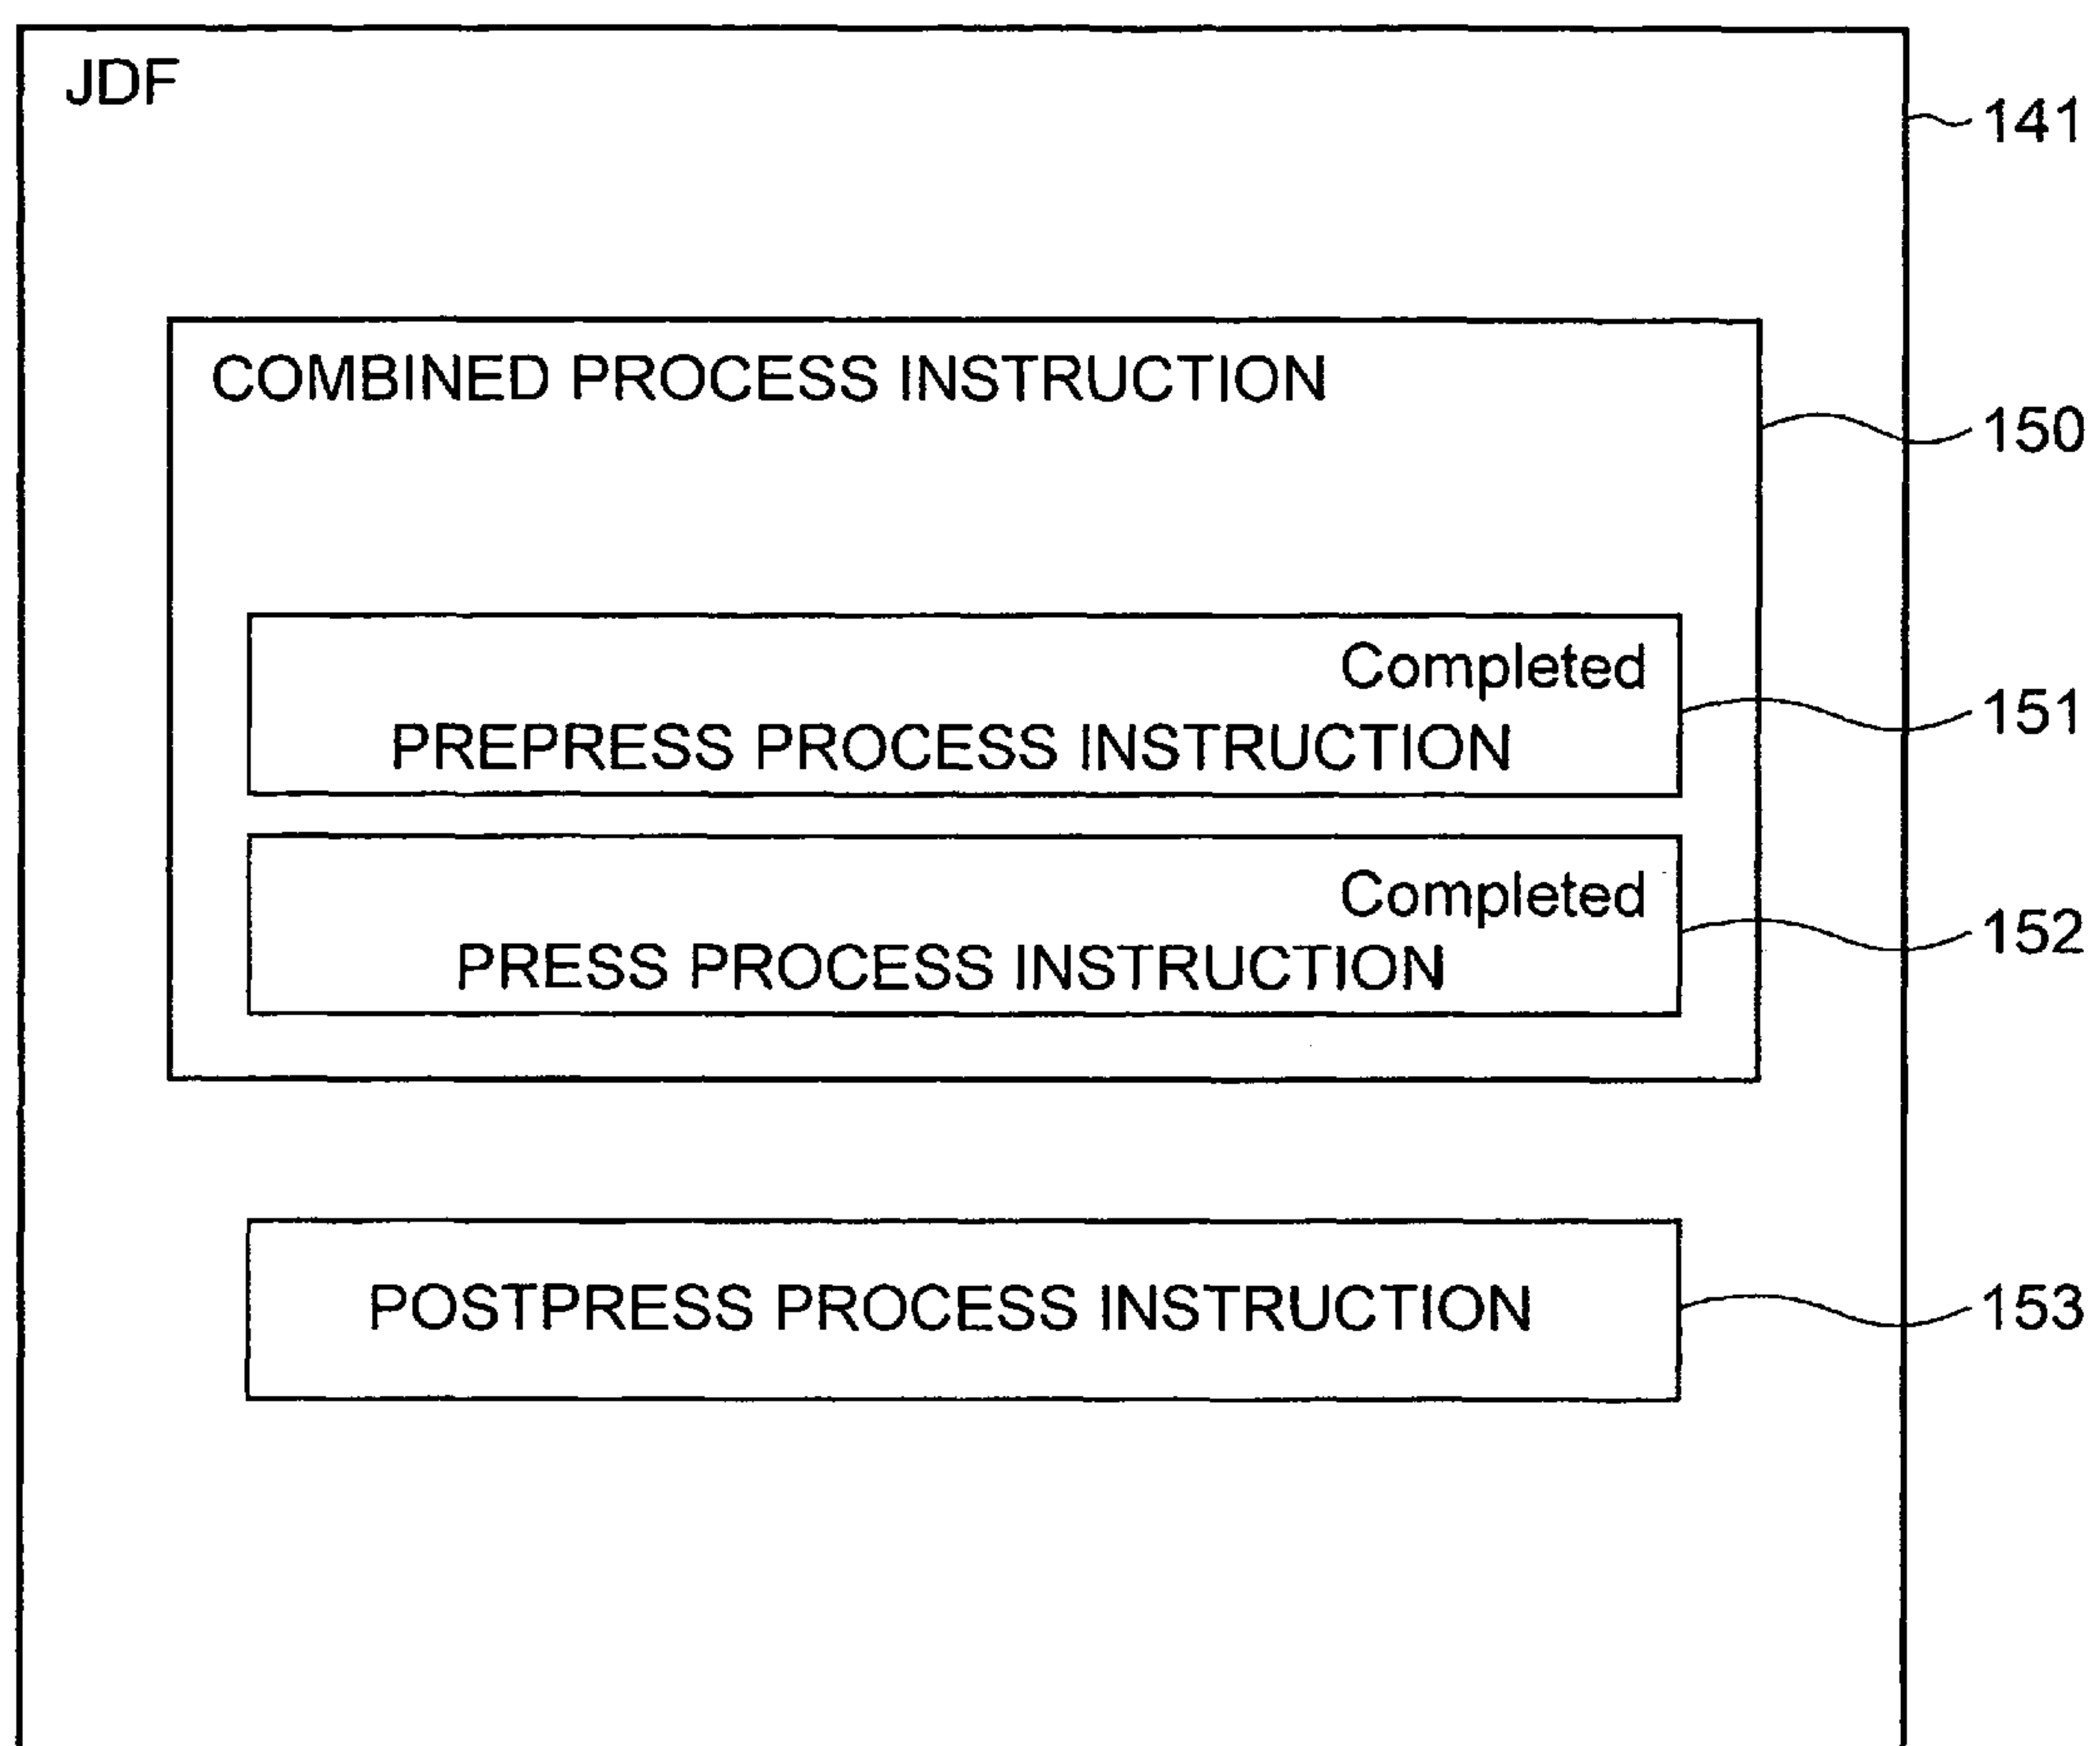 JDF
141
COMBINED PROCESS INSTRUCTION
150
Completed
PREPRESS PROCESS INSTRUCTION
151
Completed
PRESS PROCESS INSTRUCTION
152
POSTPRESS PROCESS INSTRUCTION
153